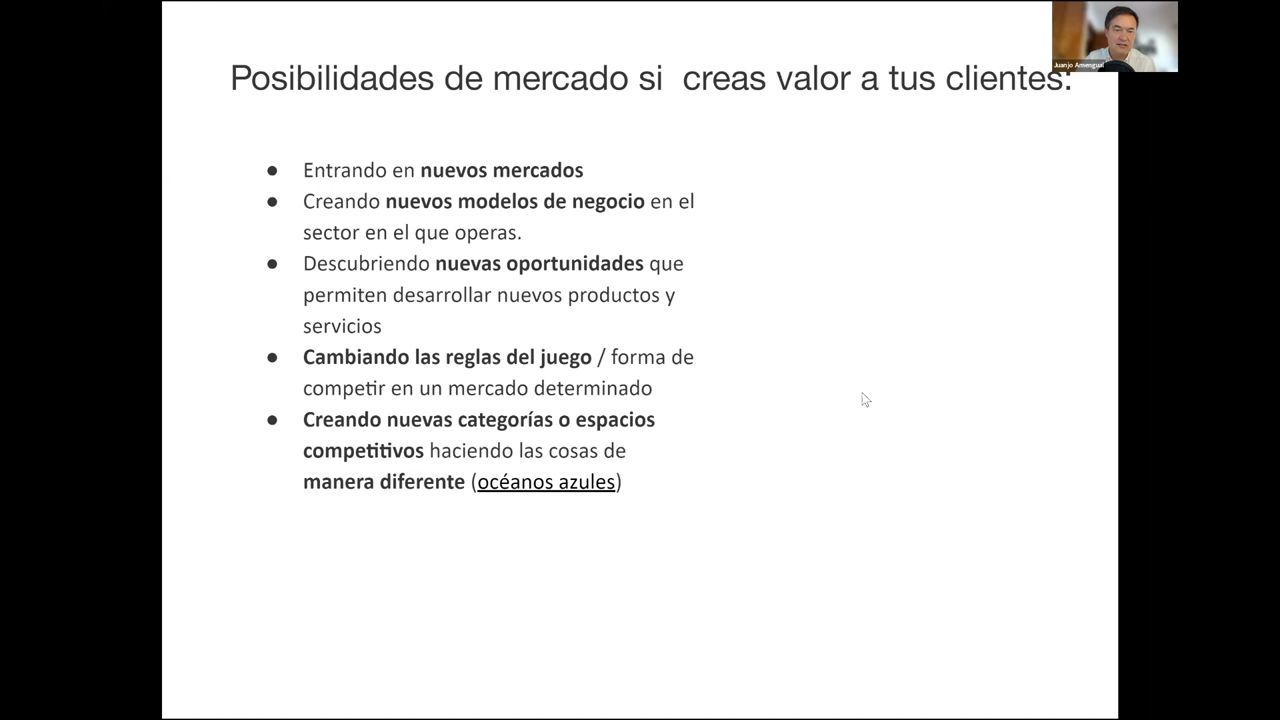 Posibilidades de mercado si  creas valor a tus clientes:
Juanjo Amengual
● Entrando en nuevos mercados
● Creando nuevos modelos de negocio en el
sector en el que operas.
● Descubriendo nuevas oportunidades que
permiten desarrollar nuevos productos y
servicios
● Cambiando las reglas del juego / forma de
competir en un mercado determinado
● Creando nuevas categorías o espacios
competitivos haciendo las cosas de
manera diferente (océanos azules)